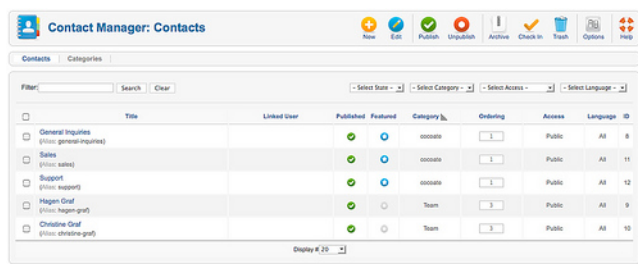 Contact Manager: Contacts
New Edit Publish Unpublish Archive Check In Trash Options Help
Contacts Categories
Filter: Search Clear - Select State - - Select Category - - Select Access - - Select Language -
Title Linked User Published Featured Category Ordering Access Language ID
General Inquiries cocoate 1 Public All 8
(Alias: general-inquiries)
Sales cocoate 1 Public All 11
(Alias: sales)
Support cocoate 1 Public All 12
(Alias: support)
Hagen Graf Team 3 Public All 9
(Alias: hagen-graf)
Christine Graf Team 3 Public All 10
(Alias: christine-graf)
Display # 20